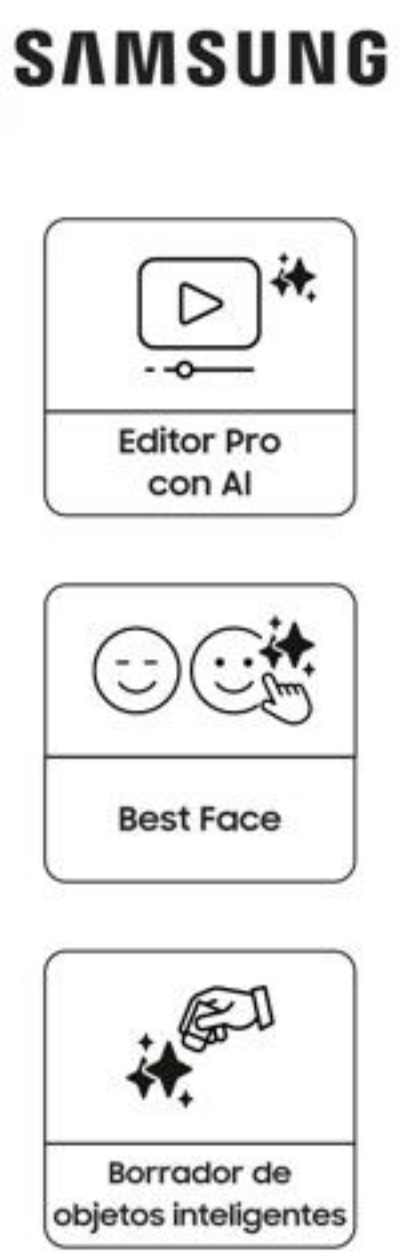 SAMSUNG
Editor Pro
con AI
Best Face
Borrador de
objetos inteligentes